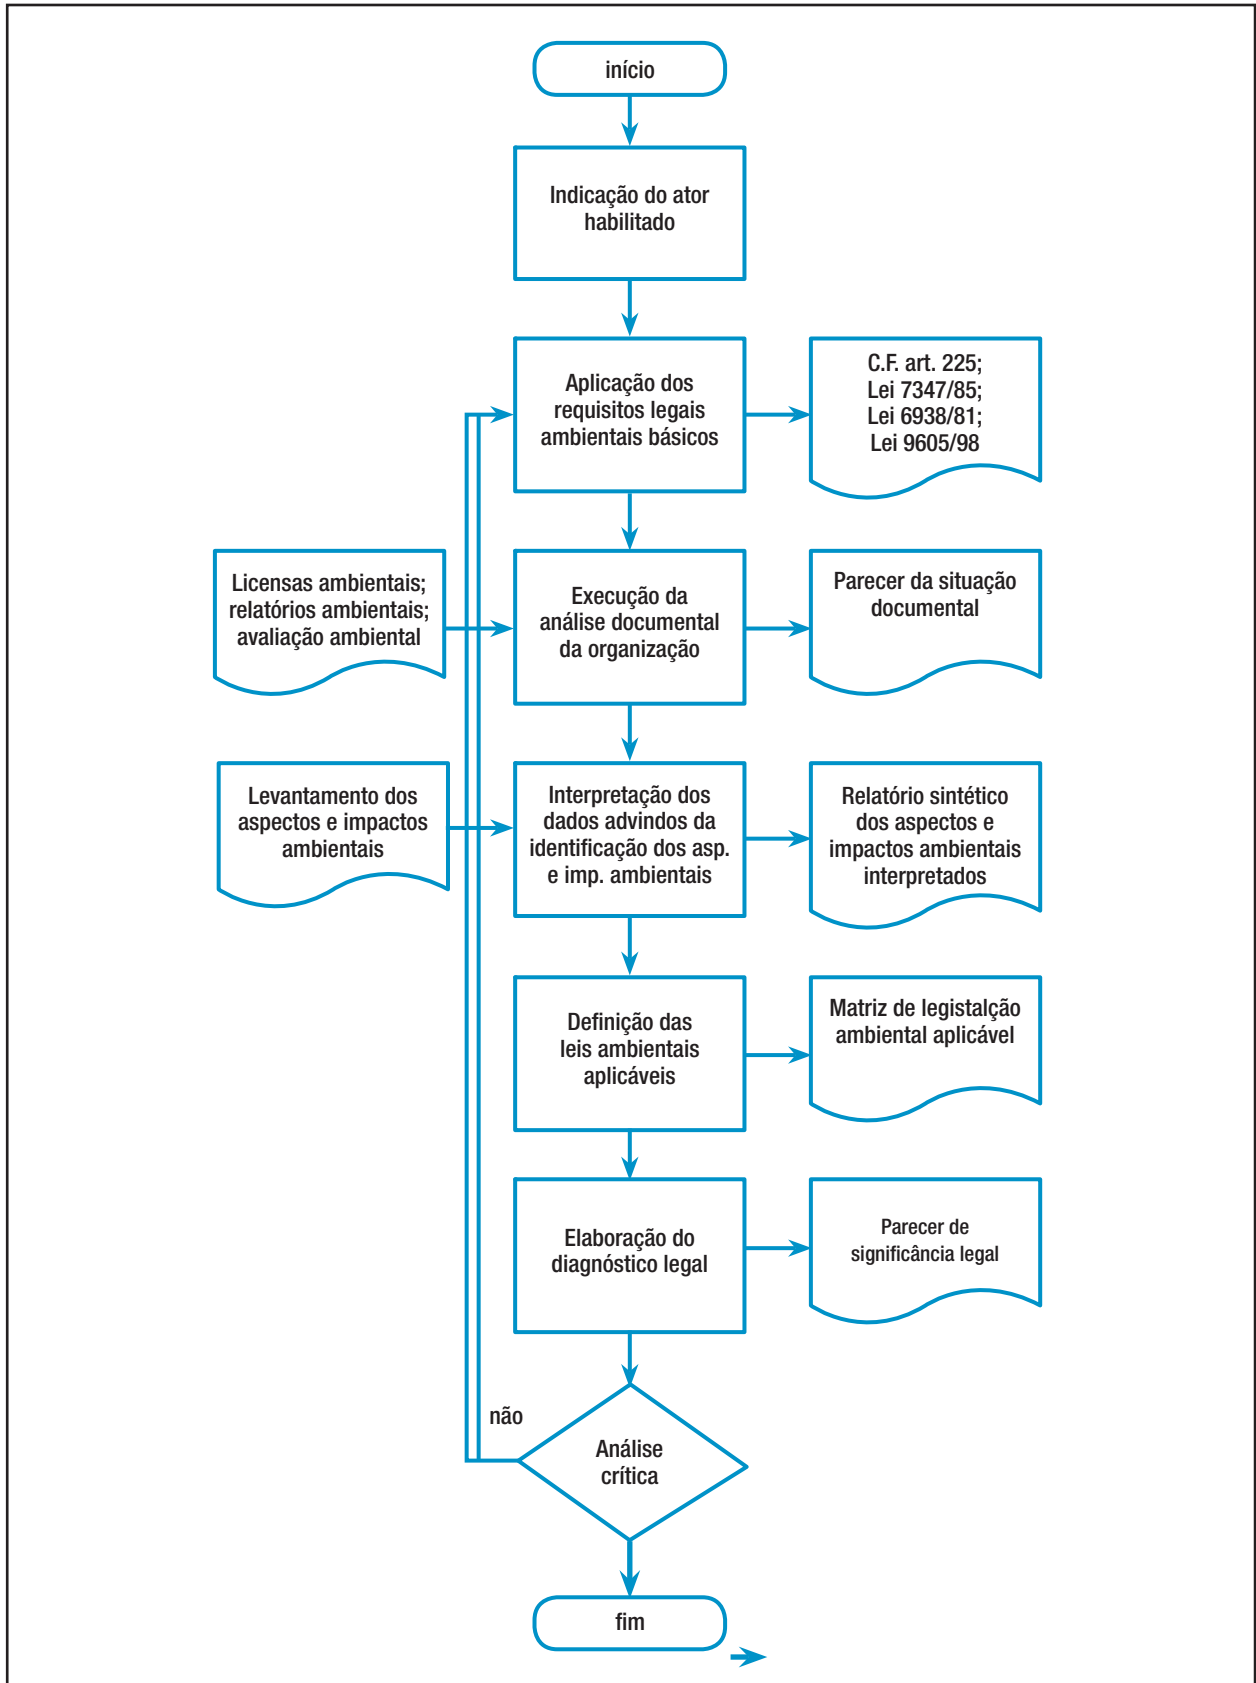 início
Indicação do ator
habilitado
Aplicação dos
requisitos legais
ambientais básicos
C.F. art. 225;
Lei 7347/85;
Lei 6938/81;
Lei 9605/98
Licensas ambientais;
relatórios ambientais;
avaliação ambiental
Execução da
análise documental
da organização
Parecer da situação
documental
Levantamento dos
aspectos e impactos
ambientais
Interpretação dos
dados advindos da
identificação dos asp.
e imp. ambientais
Relatório sintético
dos aspectos e
impactos ambientais
interpretados
Definição das
leis ambientais
aplicáveis
Matriz de legistalção
ambiental aplicável
Elaboração do
diagnóstico legal
Parecer de
significância legal
não
Análise
crítica
fim